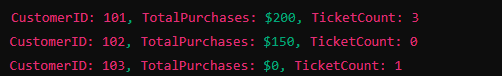 CustomerID: 101, TotalPurchases: $200, TicketCount: 3
CustomerID: 102, TotalPurchases: $150, TicketCount: 0
CustomerID: 103, TotalPurchases: $0, TicketCount: 1